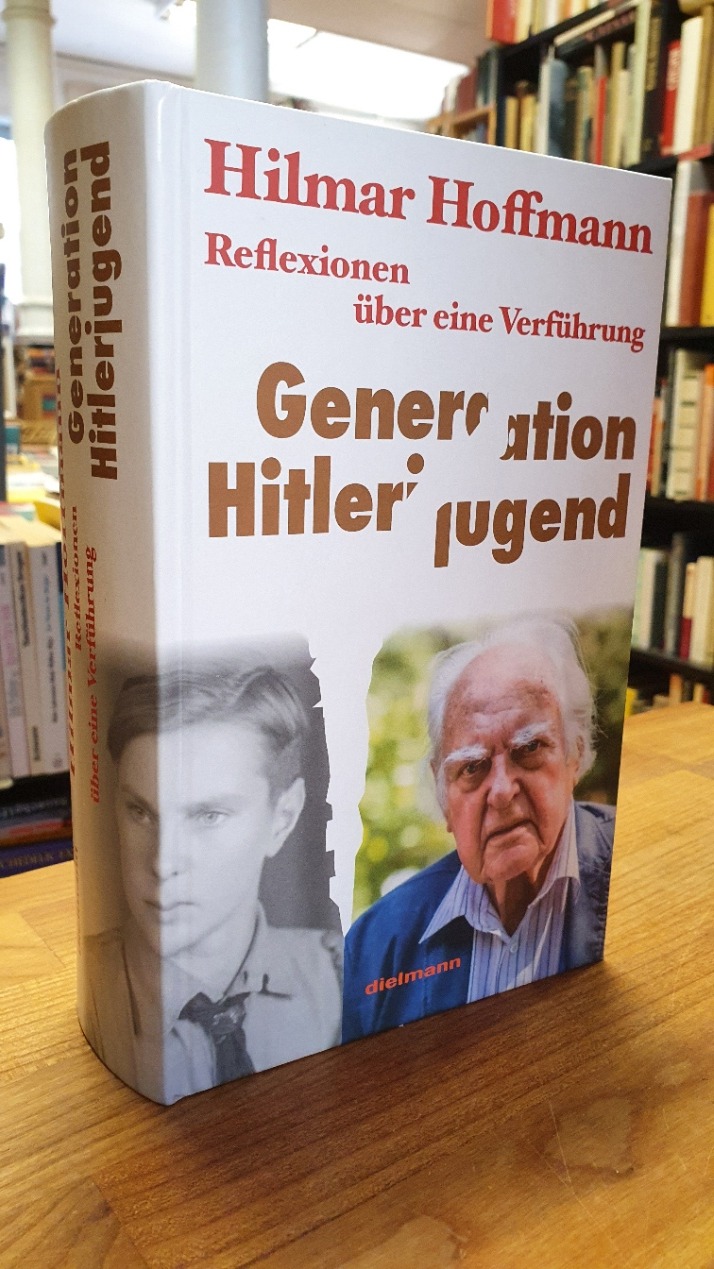 Hilmar Hoffmann
Reflexionen
über eine Verführung
Generation
Hitlerjugend
dielmann
Generation
Hitlerjugend
Reflexionen
über eine Verführung